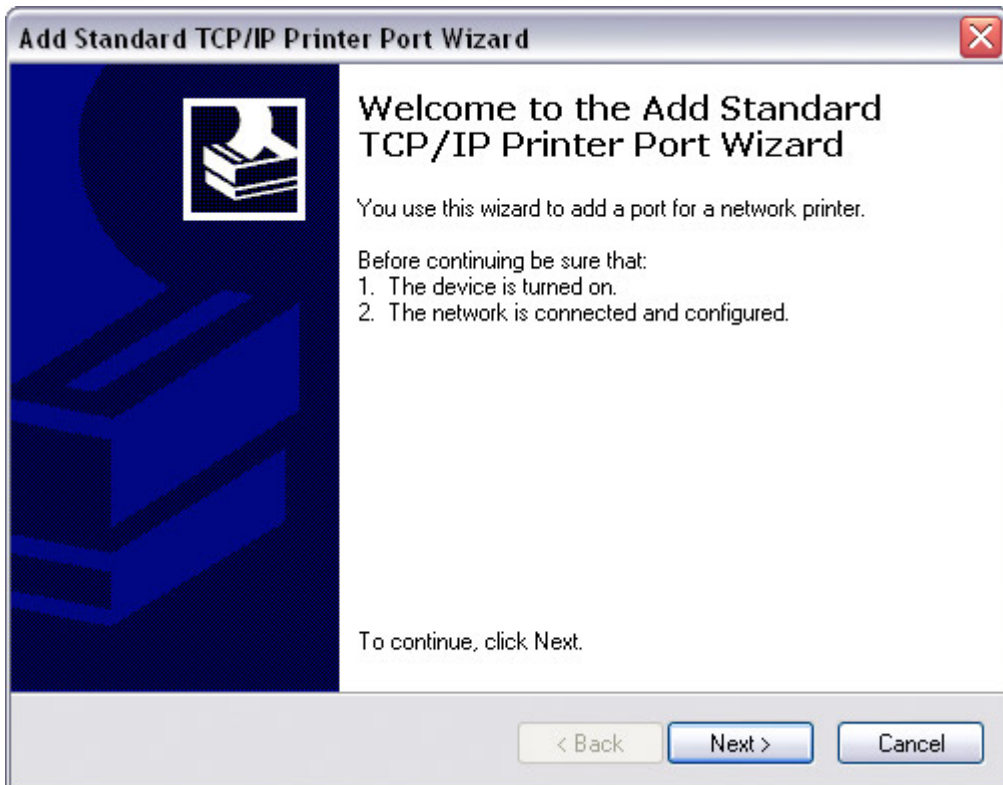 Add Standard TCP/IP Printer Port Wizard
Welcome to the Add Standard
TCP/IP Printer Port Wizard
You use this wizard to add a port for a network printer.
Before continuing be sure that:
1. The device is turned on.
2. The network is connected and configured.
To continue, click Next.
< Back
Next >
Cancel